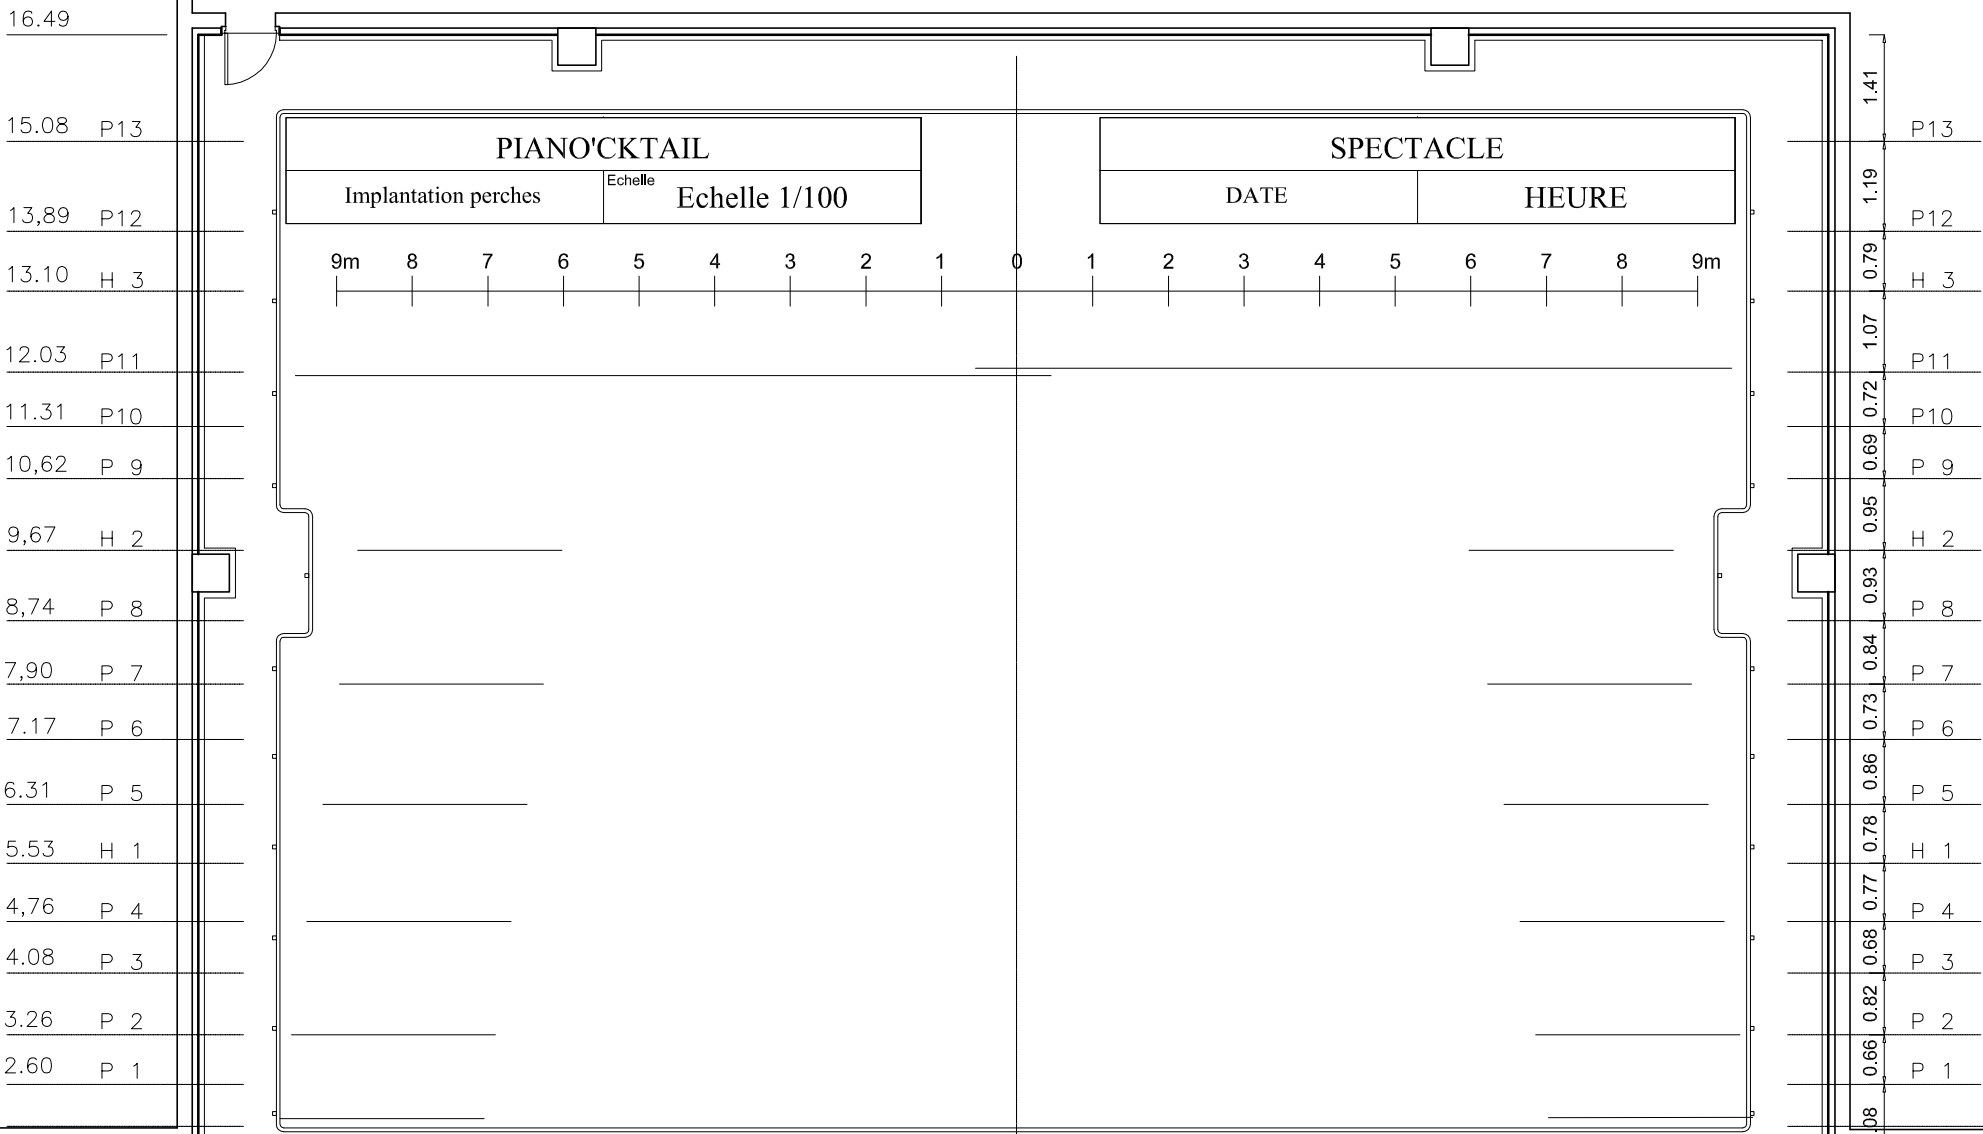 16.49
1.41
15.08 P13 P13
PIANO'CKTAIL SPECTACLE
Implantation perches Echelle Echelle 1/100 DATE HEURE
1.19
13,89 P12 P12
0.79
9m 8 7 6 5 4 3 2 1 0 1 2 3 4 5 6 7 8 9m
13.10 H 3 H 3
1.07
12.03 P11 P11
0.72
11.31 P10 P10
0.69
10,62 P 9 P 9
0.95
9,67 H 2 H 2
0.93
8,74 P 8 P 8
0.84
7,90 P 7 P 7
0.73
7.17 P 6 P 6
0.86
6.31 P 5 P 5
0.78
5.53 H 1 H 1
0.77
4,76 P 4 P 4
0.68
4.08 P 3 P 3
0.82
3.26 P 2 P 2
0.66
2.60 P 1 P 1